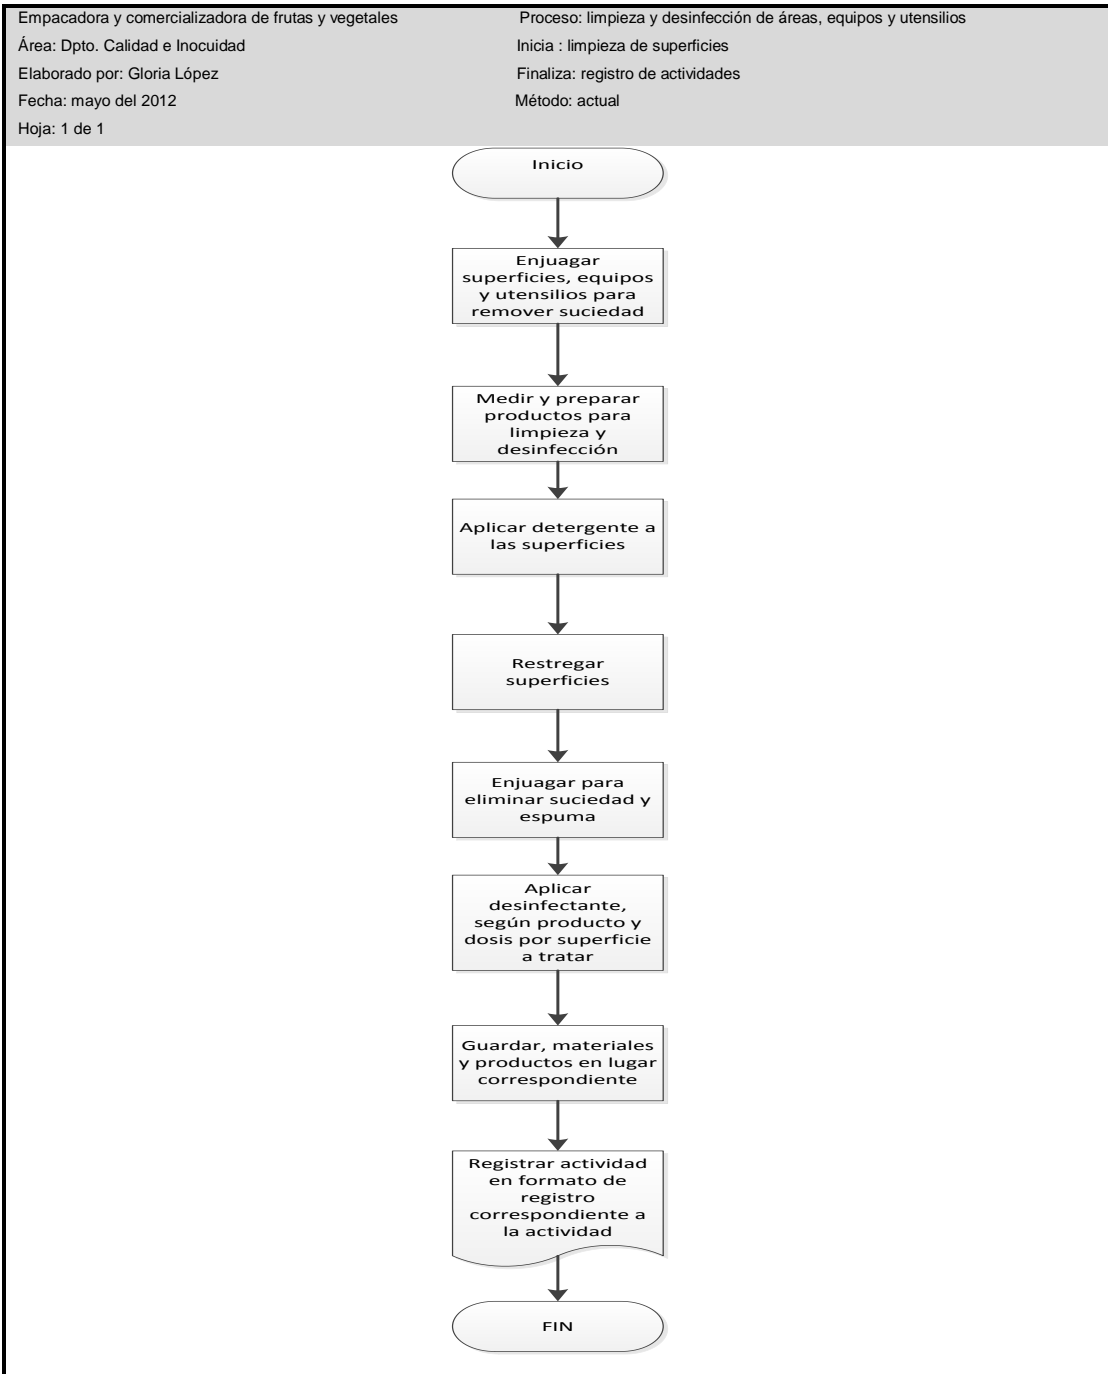 Empacadora y comercializadora de frutas y vegetales
Proceso: limpieza y desinfección de áreas, equipos y utensilios
Área: Dpto. Calidad e Inocuidad
Inicia : limpieza de superficies
Elaborado por: Gloria López
Finaliza: registro de actividades
Fecha: mayo del 2012
Método: actual
Hoja: 1 de 1
Inicio
Enjuagar
superficies, equipos
y utensilios para
remover suciedad
Medir y preparar
productos para
limpieza y
desinfección
Aplicar detergente a
las superficies
Restregar
superficies
Enjuagar para
eliminar suciedad y
espuma
Aplicar
desinfectante,
según producto y
dosis por superficie
a tratar
Guardar, materiales
y productos en lugar
correspondiente
Registrar actividad
en formato de
registro
correspondiente a
la actividad
FIN